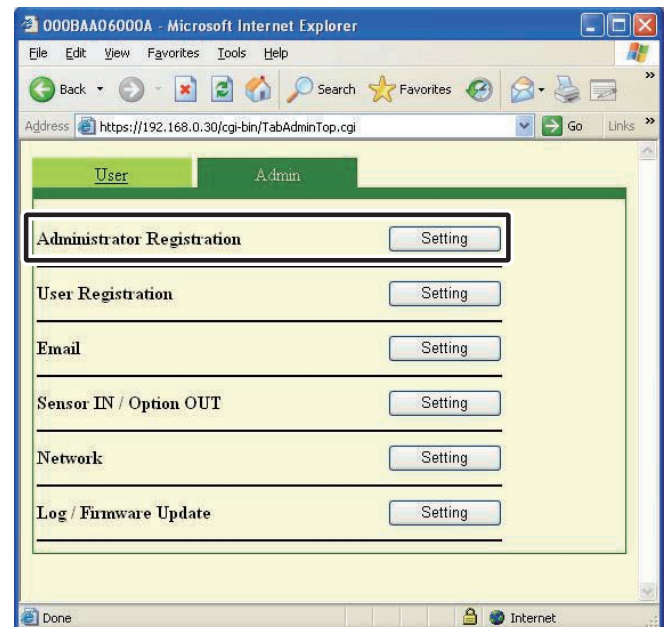 000BAA06000A - Microsoft Internet Explorer
File Edit View Favorites Tools Help
Back Search Favorites »
Address https://192.168.0.30/cgi-bin/TabAdminTop.cgi Go Links »
User Admin
Administrator Registration Setting
User Registration Setting
Email Setting
Sensor IN / Option OUT Setting
Network Setting
Log / Firmware Update Setting
Done Internet